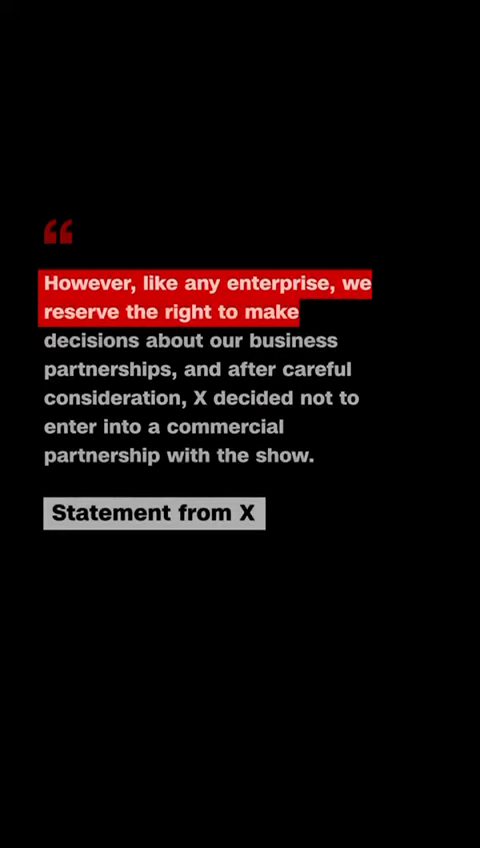 “
However, like any enterprise, we
reserve the right to make
decisions about our business
partnerships, and after careful
consideration, X decided not to
enter into a commercial
partnership with the show.
Statement from X